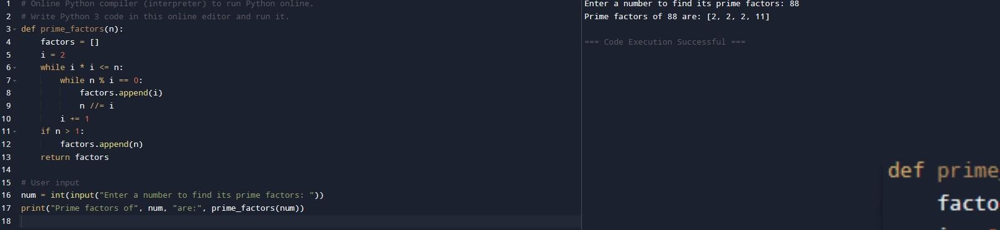 1 # Online Python compiler (interpreter) to run Python online.
2 # Write Python 3 code in this online editor and run it.
3 def prime_factors(n):
4     factors = []
5     i = 2
6     while i * i <= n:
7         while n % i == 0:
8             factors.append(i)
9             n //= i
10         i += 1
11     if n > 1:
12         factors.append(n)
13     return factors
14
15 # User input
16 num = int(input("Enter a number to find its prime factors: "))
17 print("Prime factors of", num, "are:", prime_factors(num))
18
Enter a number to find its prime factors: 88
Prime factors of 88 are: [2, 2, 2, 11]
=== Code Execution Successful ===
def prime
facto